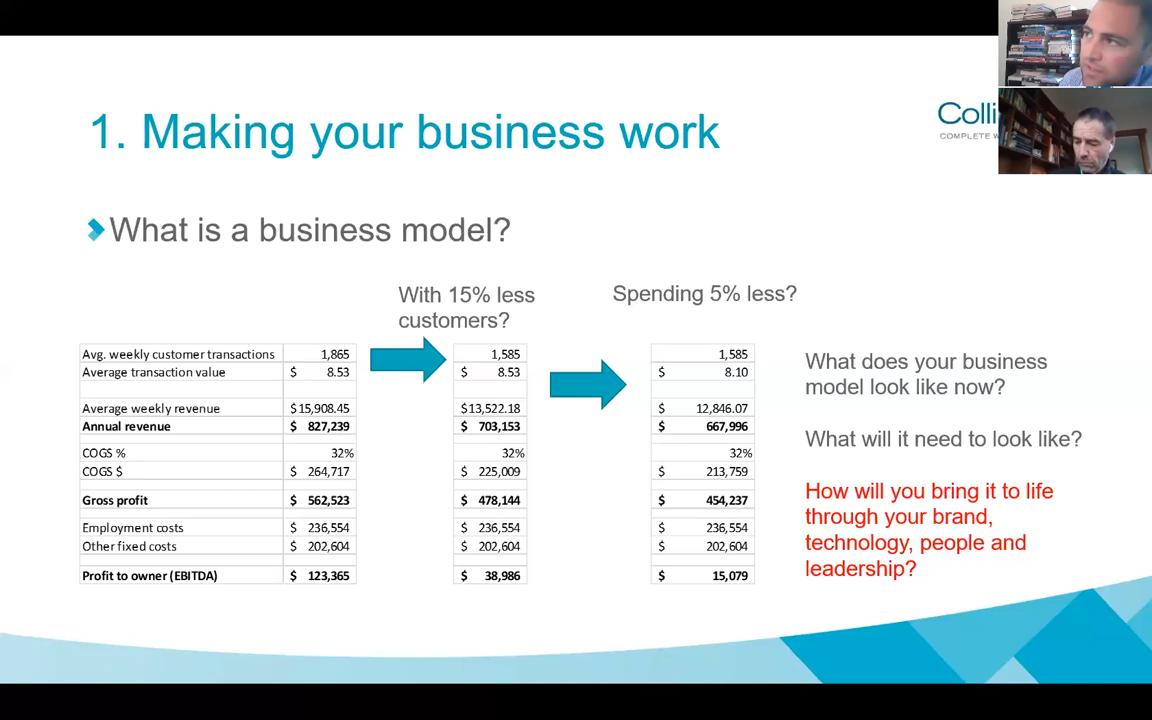 1. Making your business work
Colli
COMPLETE W
What is a business model?
With 15% less
customers?
Spending 5% less?
Avg. weekly customer transactions 1,865 1,585 1,585
Average transaction value $ 8.53 $ 8.53 $ 8.10
Average weekly revenue $15,908.45 $13,522.18 $ 12,846.07
Annual revenue $ 827,239 $ 703,153 $ 667,996
COGS % 32% 32% 32%
COGS $ $ 264,717 $ 225,009 $ 213,759
Gross profit $ 562,523 $ 478,144 $ 454,237
Employment costs $ 236,554 $ 236,554 $ 236,554
Other fixed costs $ 202,604 $ 202,604 $ 202,604
Profit to owner (EBITDA) $ 123,365 $ 38,986 $ 15,079
What does your business
model look like now?
What will it need to look like?
How will you bring it to life
through your brand,
technology, people and
leadership?